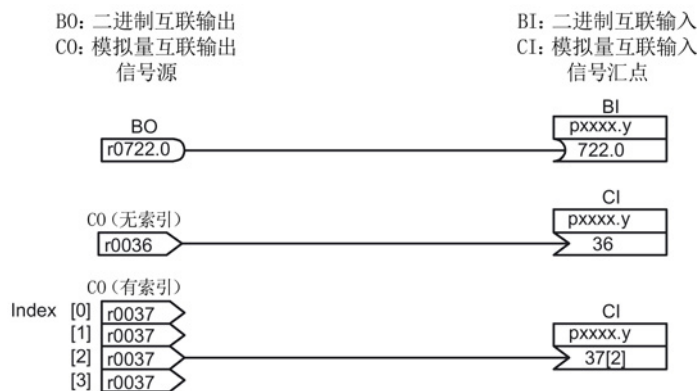 BO: 二进制互联输出
BI: 二进制互联输入
CO: 模拟量互联输出
CI: 模拟量互联输入
信号源
信号汇点
BO
BI
r0722.0
pxxxx.y
722.0
CO (无索引)
CI
r0036
pxxxx.y
36
CO (有索引)
Index [0] r0037
CI
[1] r0037
pxxxx.y
[2] r0037
37[2]
[3] r0037